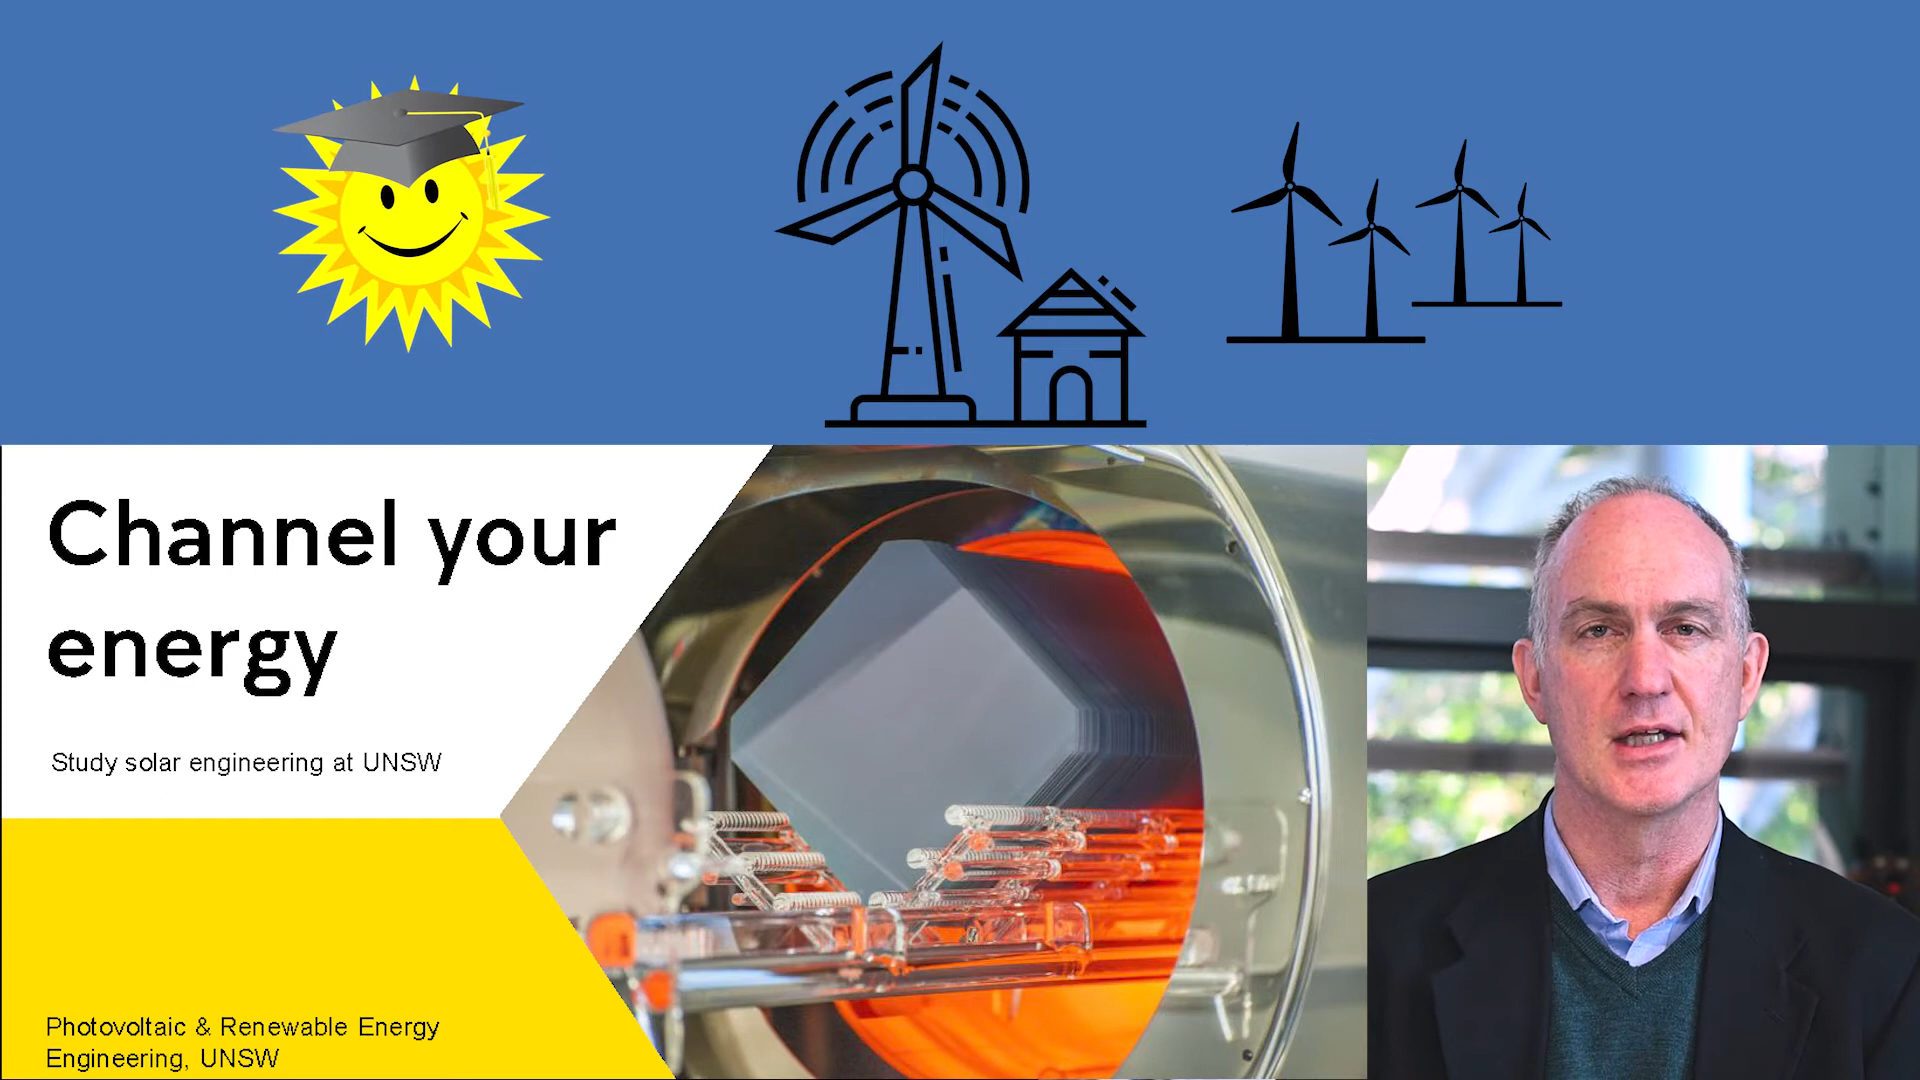 Channel your
energy
Study solar engineering at UNSW
Photovoltaic & Renewable Energy
Engineering, UNSW